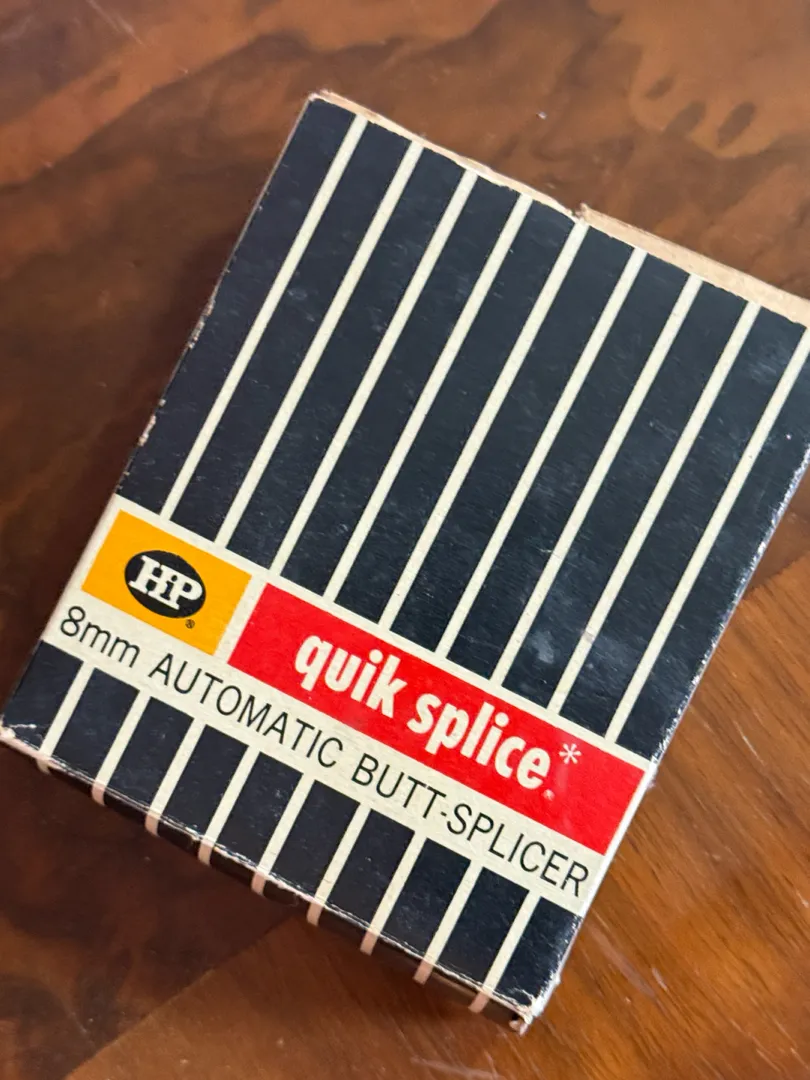 HP®
quik splice.*
8mm AUTOMATIC BUTT-SPLICER